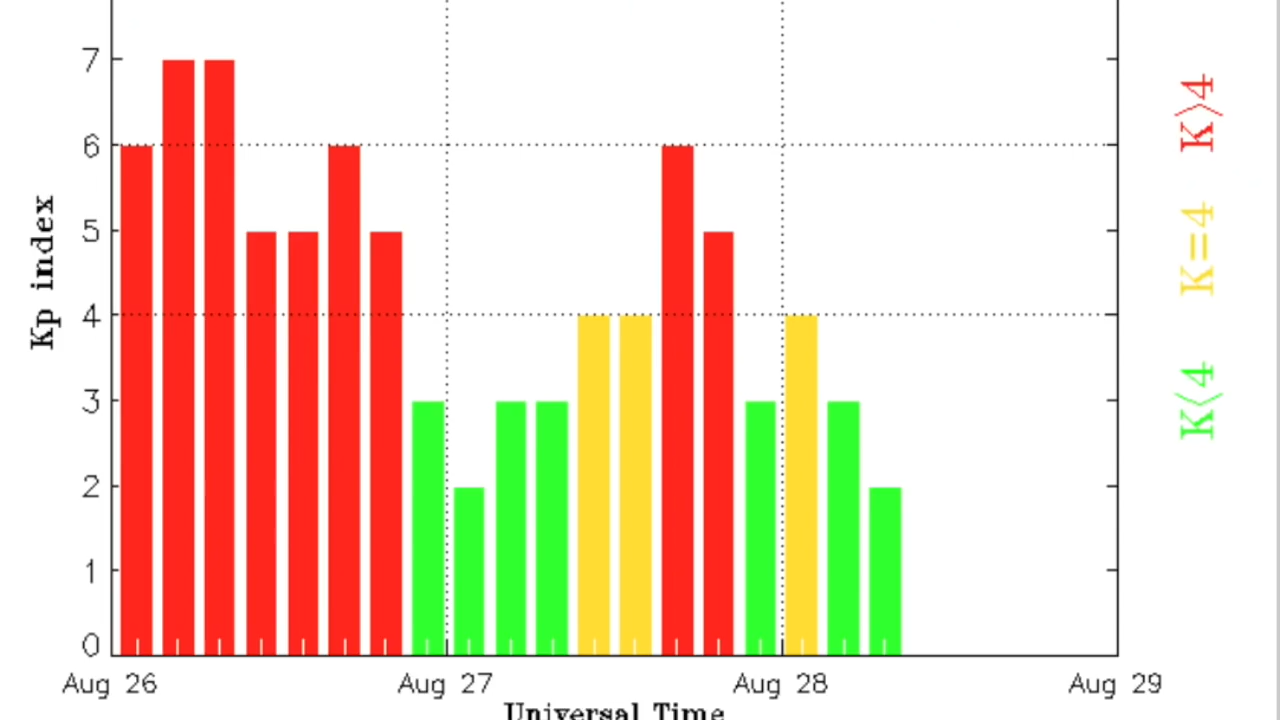 7
6
5
4
3
2
1
0
Kp index
Aug 26
Aug 27
Aug 28
Aug 29
Universal Time
K>4
K=4
K<4